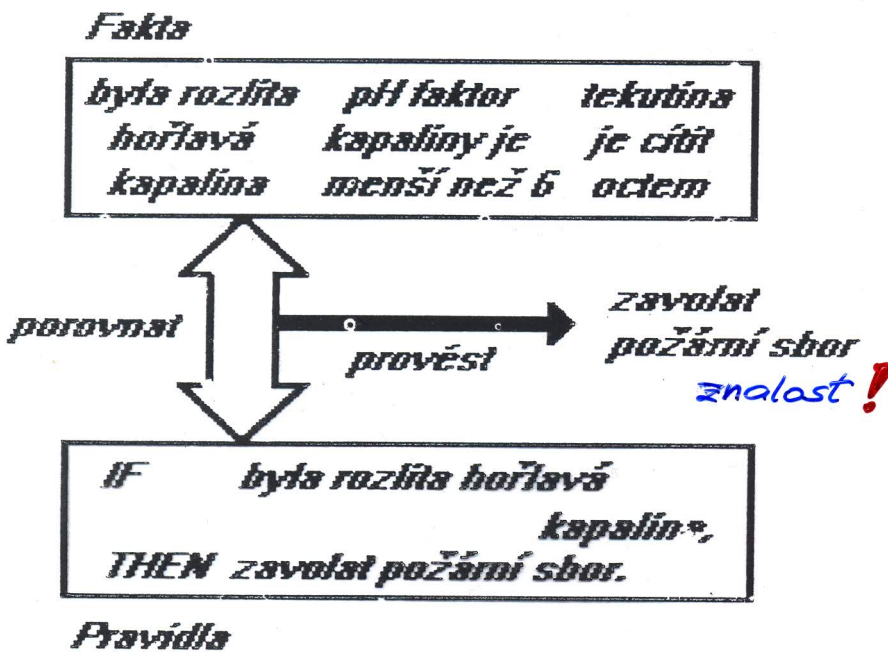 Fakta
byla rozlita pH faktor tekutina
hořlavá kapaliny je je cítit
kapalina menší než 6 octem
porovnat
provést
zavolat
požární sbor
znalost!
IF byla rozlita hořlavá
kapalin*,
THEN zavolat požární sbor.
Pravidla